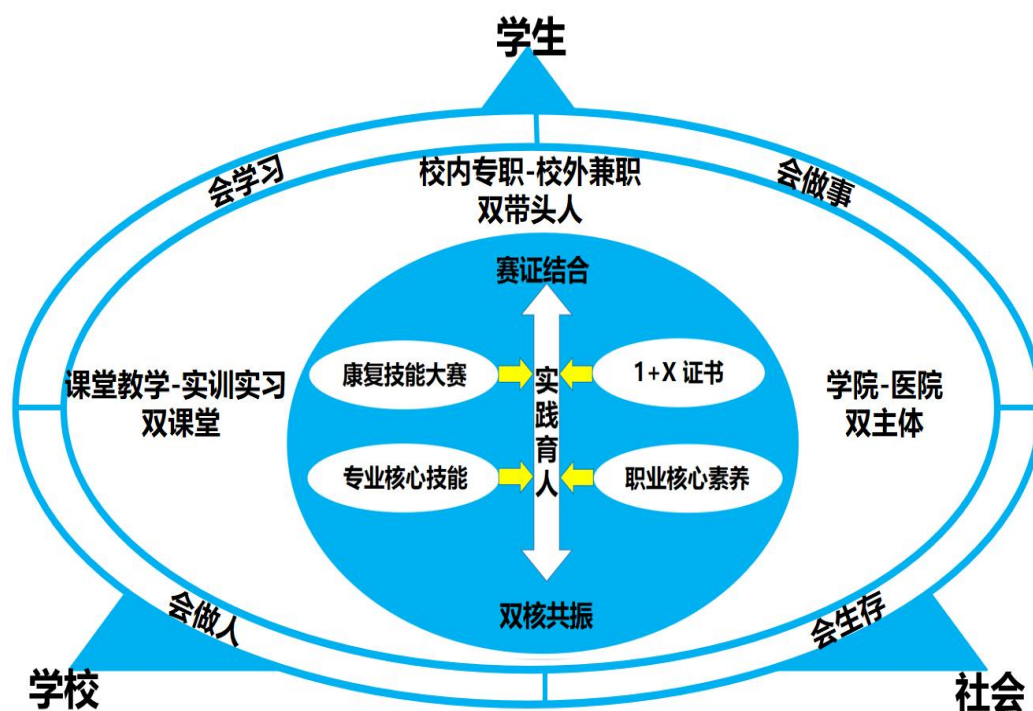 学生
会学习
会做事
校内专职-校外兼职
双带头人
赛证结合
康复技能大赛
1+X 证书
课堂教学-实训实习
双课堂
实践育人
学院-医院
双主体
专业核心技能
职业核心素养
双核共振
会做人
会生存
学校
社会